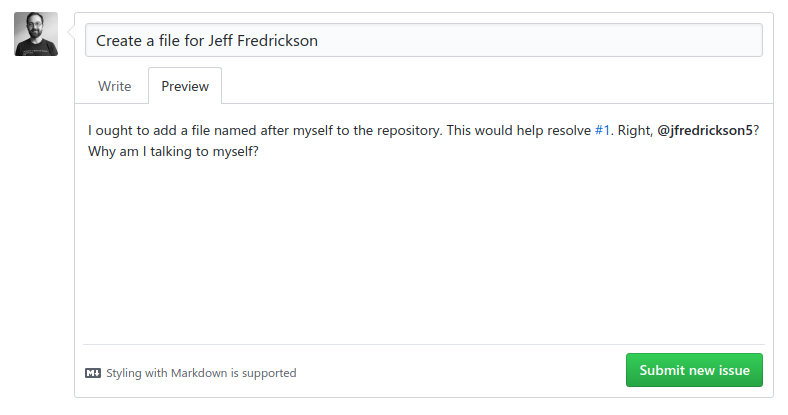 Create a file for Jeff Fredrickson
Write Preview
I ought to add a file named after myself to the repository. This would help resolve #1. Right, @jfredrickson5?
Why am I talking to myself?
M↓ Styling with Markdown is supported
Submit new issue